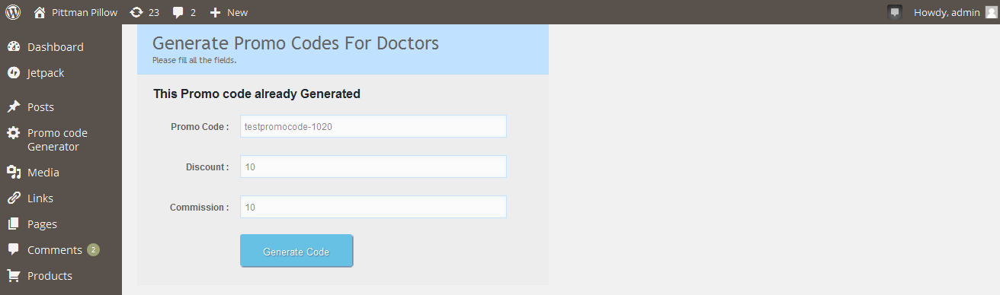 Pittman Pillow 23 2 New Howdy, admin
Dashboard
Jetpack
Posts
Promo code
Generator
Media
Links
Pages
Comments 2
Products
Generate Promo Codes For Doctors
Please fill all the fields.
This Promo code already Generated
Promo Code : testpromocode-1020
Discount : 10
Commission : 10
Generate Code